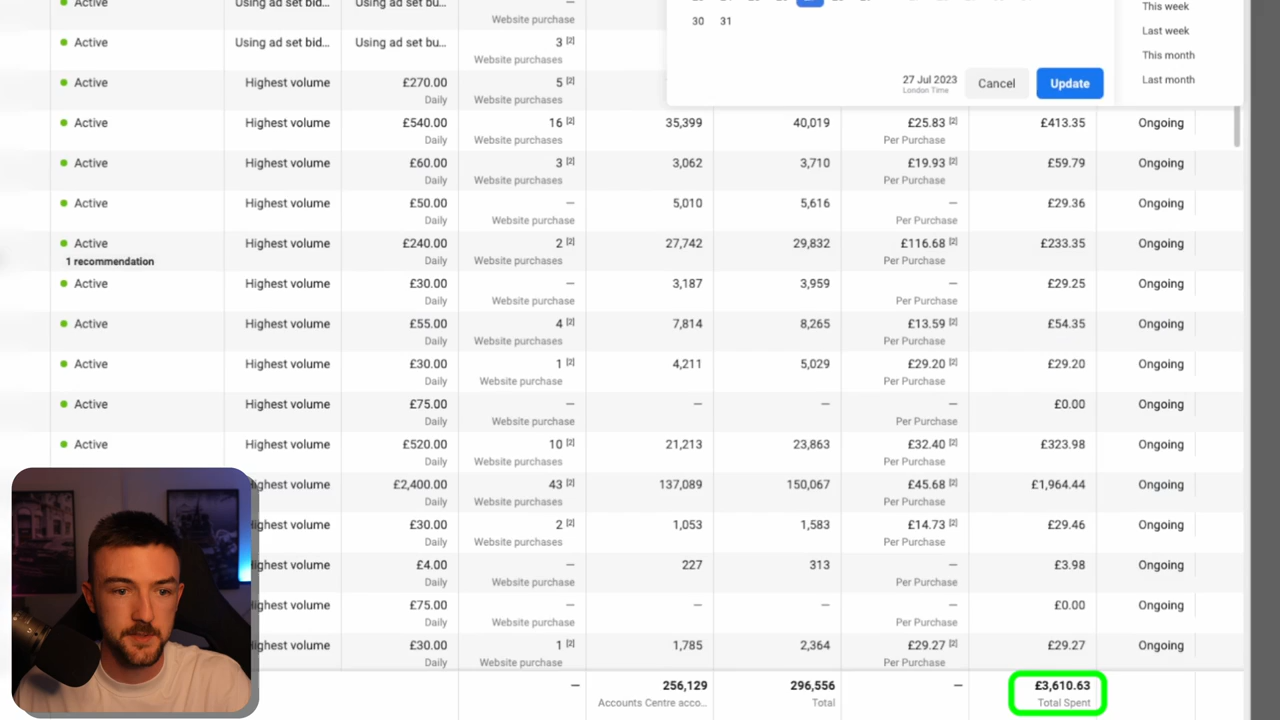 Active Using ad set bid... Using ad set bu... —
Website purchase
This week
30 31
Last week
Active Using ad set bid... Using ad set bu... 3 [2]
Website purchases
This month
Active Highest volume £270.00 5 [2]
Daily Website purchases
27 Jul 2023
London Time
Cancel
Update
Last month
Active Highest volume £540.00 16 [2] 35,399 40,019 £25.83 [2] £413.35 Ongoing
Daily Website purchases Per Purchase
Active Highest volume £60.00 3 [2] 3,062 3,710 £19.93 [2] £59.79 Ongoing
Daily Website purchases Per Purchase
Active Highest volume £50.00 — 5,010 5,616 — £29.36 Ongoing
Daily Website purchase Per Purchase
Active Highest volume £240.00 2 [2] 27,742 29,832 £116.68 [2] £233.35 Ongoing
1 recommendation Daily Website purchases Per Purchase
Active Highest volume £30.00 — 3,187 3,959 — £29.25 Ongoing
Daily Website purchase Per Purchase
Active Highest volume £55.00 4 [2] 7,814 8,265 £13.59 [2] £54.35 Ongoing
Daily Website purchases Per Purchase
Active Highest volume £30.00 1 [2] 4,211 5,029 £29.20 [2] £29.20 Ongoing
Daily Website purchase Per Purchase
Active Highest volume £75.00 — — — — £0.00 Ongoing
Daily Website purchase Per Purchase
Active Highest volume £520.00 10 [2] 21,213 23,863 £32.40 [2] £323.98 Ongoing
Daily Website purchases Per Purchase
ighest volume £2,400.00 43 [2] 137,089 150,067 £45.68 [2] £1,964.44 Ongoing
Daily Website purchases Per Purchase
ighest volume £30.00 2 [2] 1,053 1,583 £14.73 [2] £29.46 Ongoing
Daily Website purchases Per Purchase
Highest volume £4.00 — 227 313 — £3.98 Ongoing
Daily Website purchase Per Purchase
Highest volume £75.00 — — — — £0.00 Ongoing
Daily Website purchase Per Purchase
Highest volume £30.00 1 [2] 1,785 2,364 £29.27 [2] £29.27 Ongoing
Daily Website purchase Per Purchase
— 256,129 296,556 — £3,610.63
Accounts Centre acco... Total Total Spent